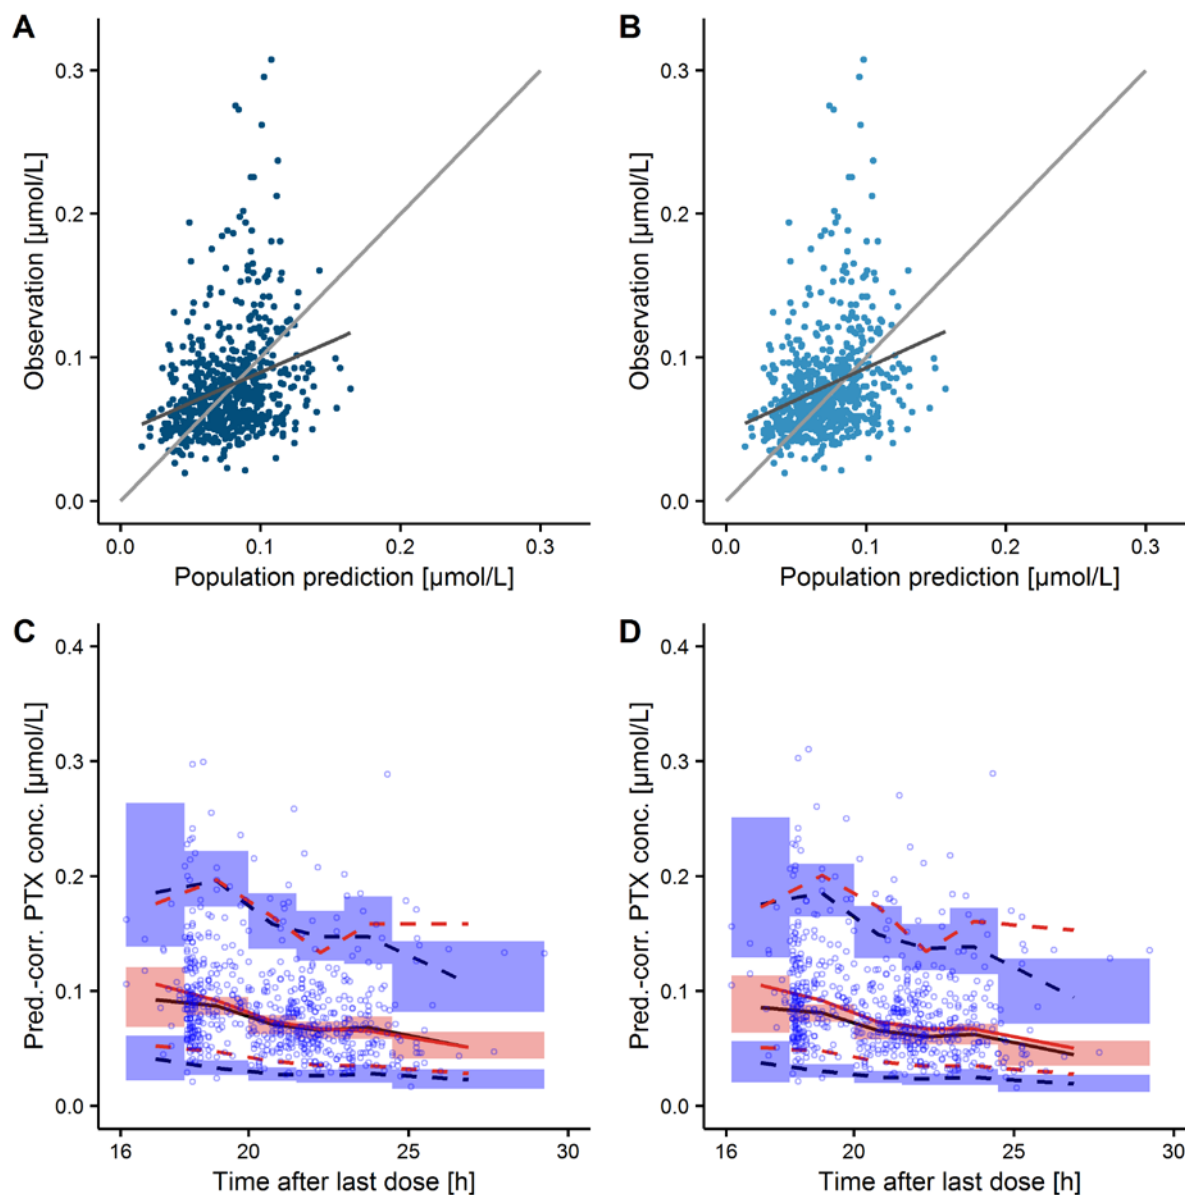 A
B
0.3
0.2
0.1
0.0
Observation [µmol/L]
0.0 0.1 0.2 0.3
Population prediction [µmol/L]
0.3
0.2
0.1
0.0
Observation [µmol/L]
0.0 0.1 0.2 0.3
Population prediction [µmol/L]
C
D
0.4
0.3
0.2
0.1
0.0
Pred.-corr. PTX conc. [µmol/L]
16 20 25 30
Time after last dose [h]
0.4
0.3
0.2
0.1
0.0
Pred.-corr. PTX conc. [µmol/L]
16 20 25 30
Time after last dose [h]